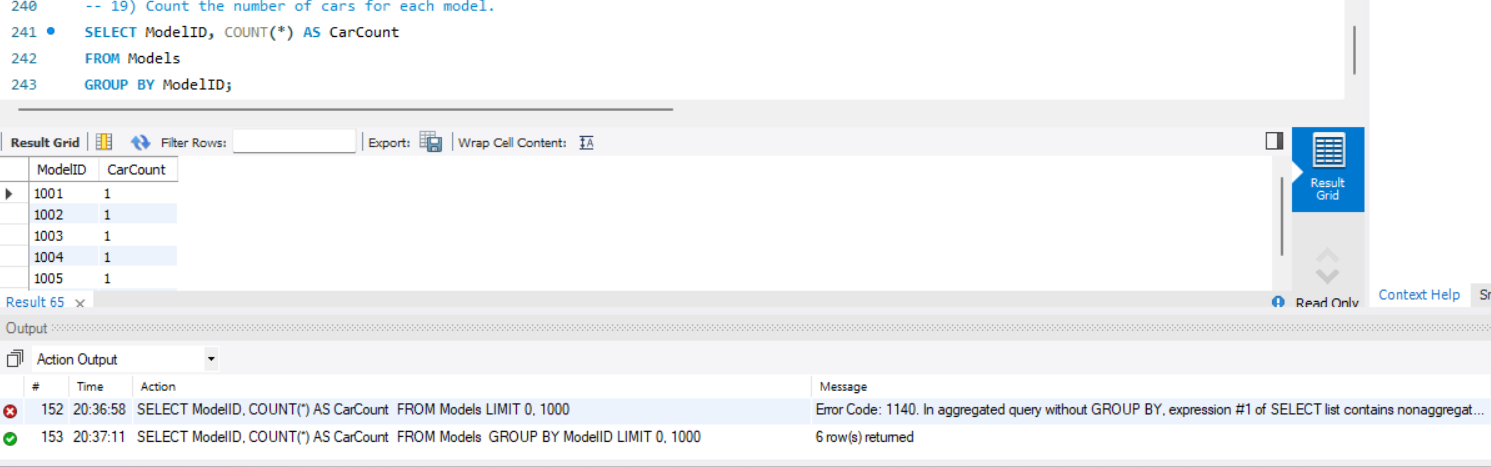 240 -- 19) Count the number of cars for each model.
241 SELECT ModelID, COUNT(*) AS CarCount
242 FROM Models
243 GROUP BY ModelID;
Result Grid Filter Rows: Export: Wrap Cell Content: IA
ModelID CarCount
1001 1
1002 1
1003 1
1004 1
1005 1
Result
Grid
Result 65 Read Only Context Help
Output
Action Output
# Time Action Message
152 20:36:58 SELECT ModelID, COUNT(*) AS CarCount FROM Models LIMIT 0, 1000 Error Code: 1140. In aggregated query without GROUP BY, expression #1 of SELECT list contains nonaggregat...
153 20:37:11 SELECT ModelID, COUNT(*) AS CarCount FROM Models GROUP BY ModelID LIMIT 0, 1000 6 row(s) returned